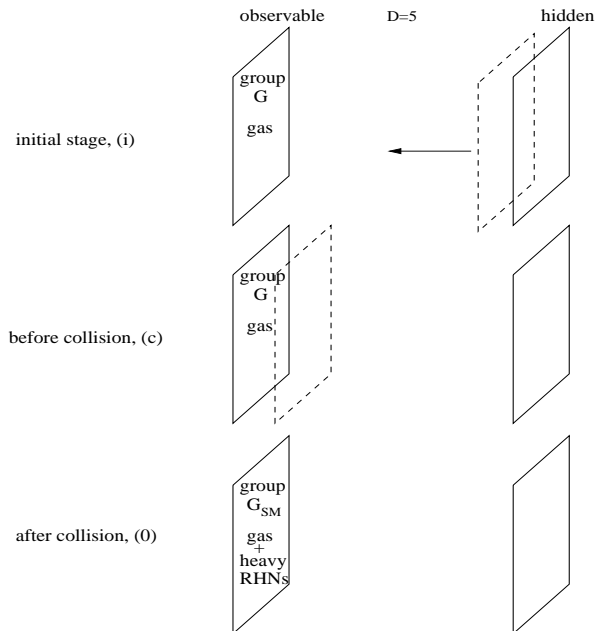 observable D=5 hidden
group
G
gas
initial stage, (i)
group
G
gas
before collision, (c)
group
G_SM
gas
+
heavy
RHNs
after collision, (0)